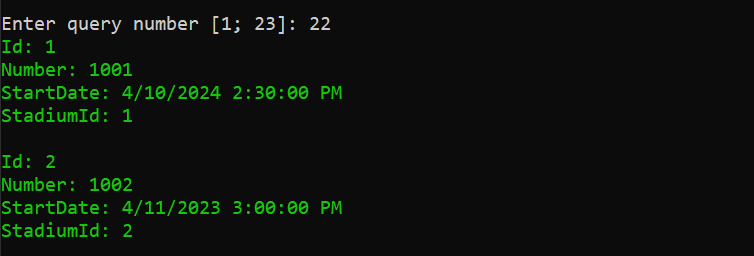 Enter query number [1; 23]: 22
Id: 1
Number: 1001
StartDate: 4/10/2024 2:30:00 PM
StadiumId: 1
Id: 2
Number: 1002
StartDate: 4/11/2023 3:00:00 PM
StadiumId: 2